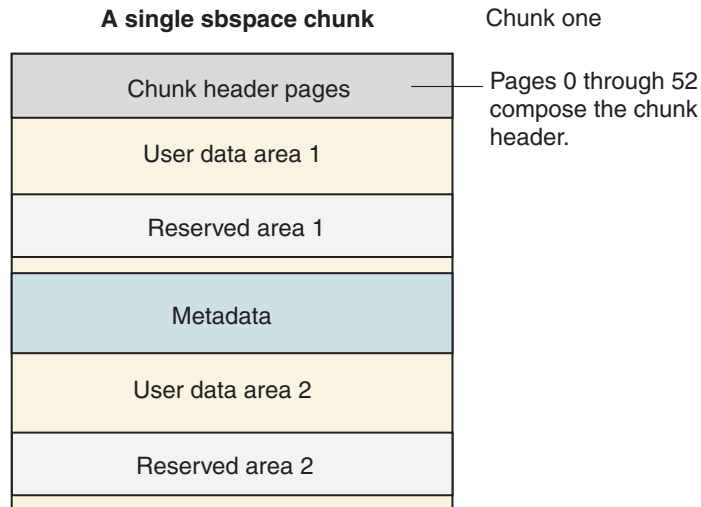 A single sbspace chunk
Chunk one
Chunk header pages
Pages 0 through 52
compose the chunk
header.
User data area 1
Reserved area 1
Metadata
User data area 2
Reserved area 2